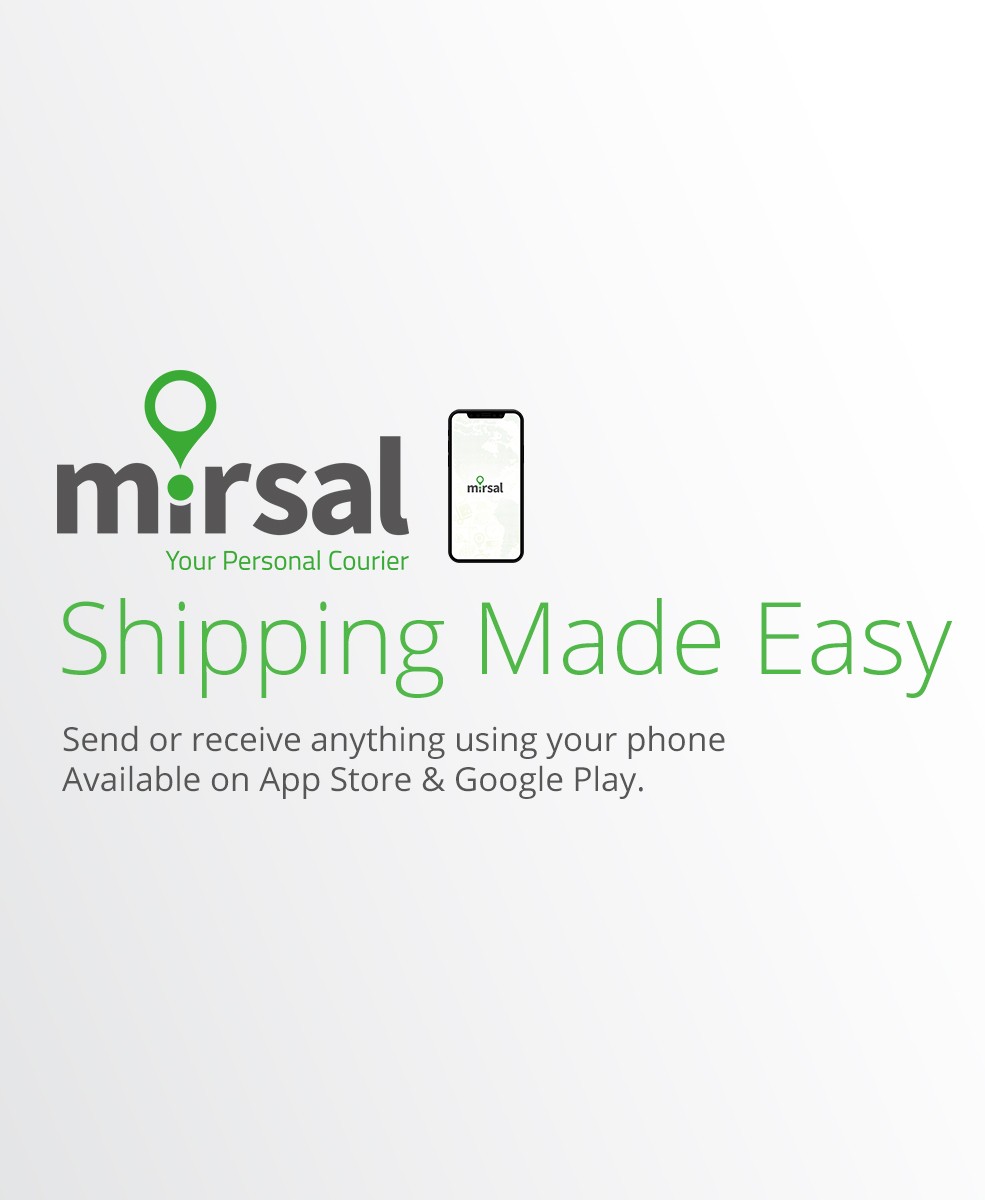 mirsal
Your Personal Courier
mirsal
Shipping Made Easy
Send or receive anything using your phone
Available on App Store & Google Play.